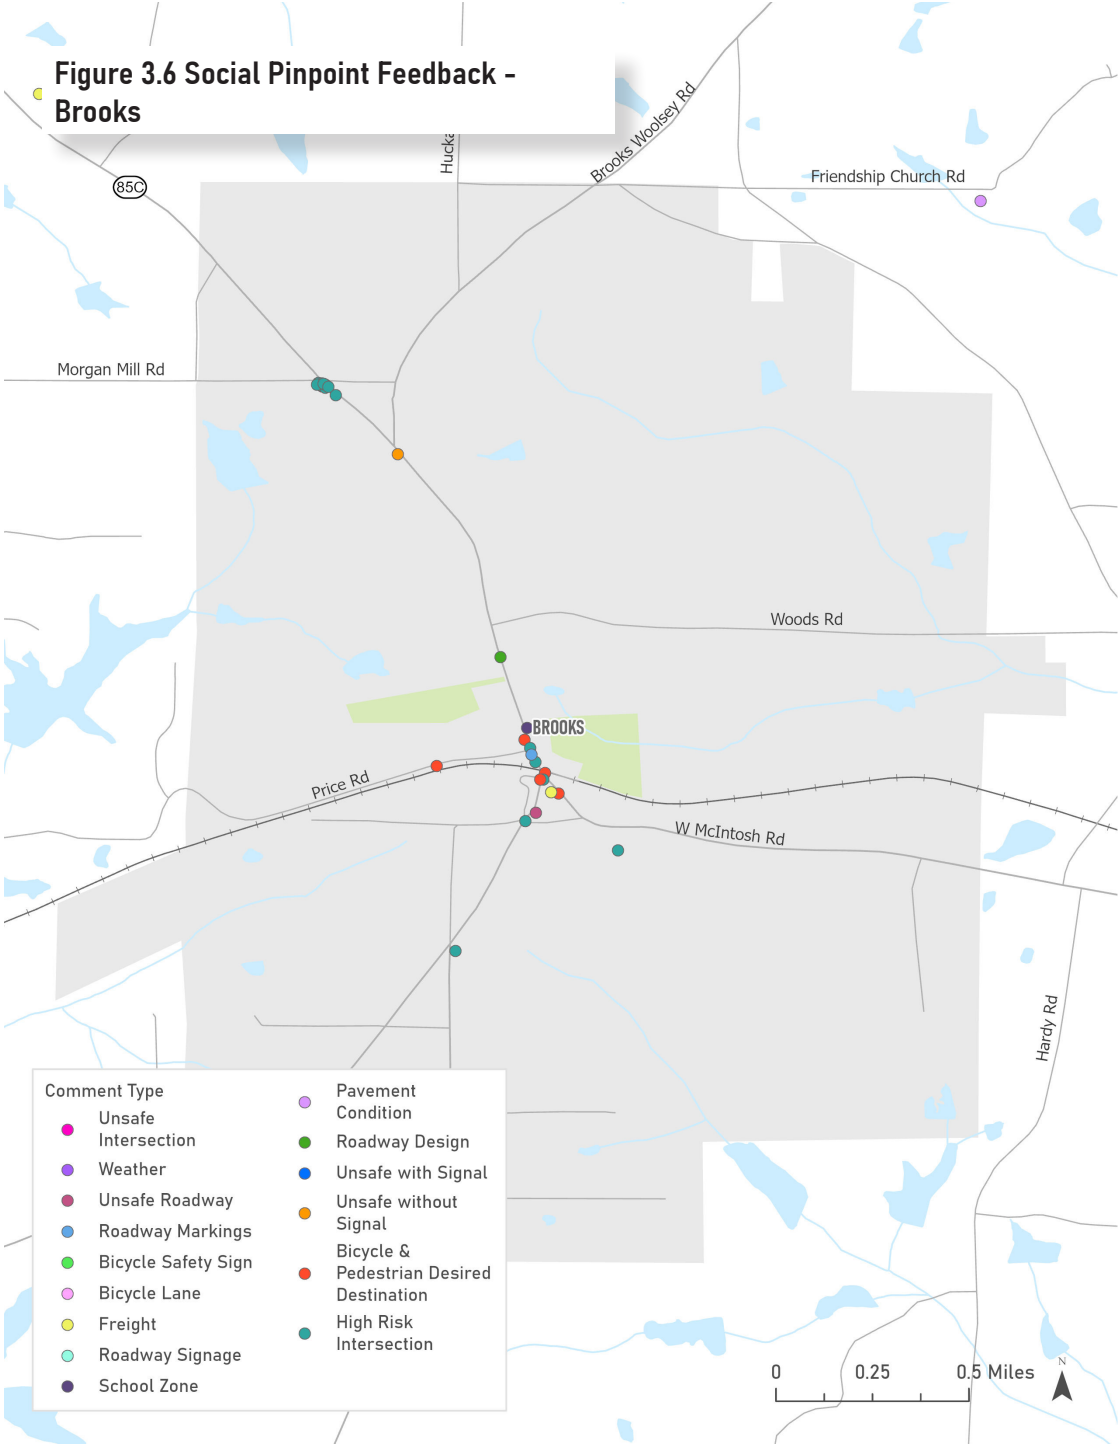 Figure 3.6 Social Pinpoint Feedback -
Brooks
85C
Hucka
Brooks Woolsey Rd
Friendship Church Rd
Morgan Mill Rd
Woods Rd
BROOKS
Price Rd
W McIntosh Rd
Hardy Rd
Comment Type
Unsafe
Intersection
Weather
Unsafe Roadway
Roadway Markings
Bicycle Safety Sign
Bicycle Lane
Freight
Roadway Signage
School Zone
Pavement
Condition
Roadway Design
Unsafe with Signal
Unsafe without
Signal
Bicycle &
Pedestrian Desired
Destination
High Risk
Intersection
0 0.25 0.5 Miles
N